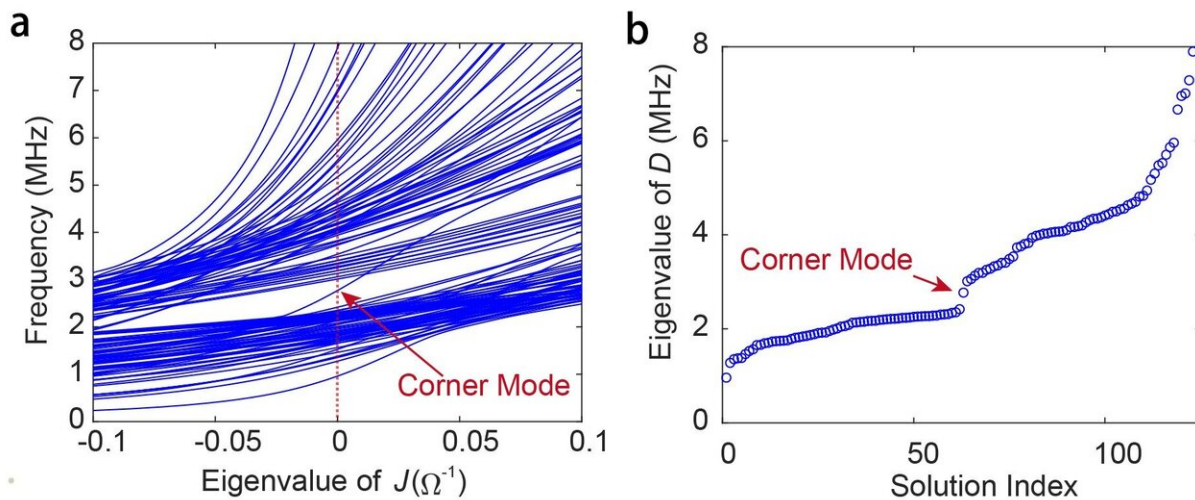 a
8
7
6
5
4
3
2
1
0
Frequency (MHz)
Corner Mode
-0.1
-0.05
0
0.05
0.1
Eigenvalue of J(Ω⁻¹)
b
8
6
4
2
0
Eigenvalue of D (MHz)
Corner Mode
0
50
100
Solution Index